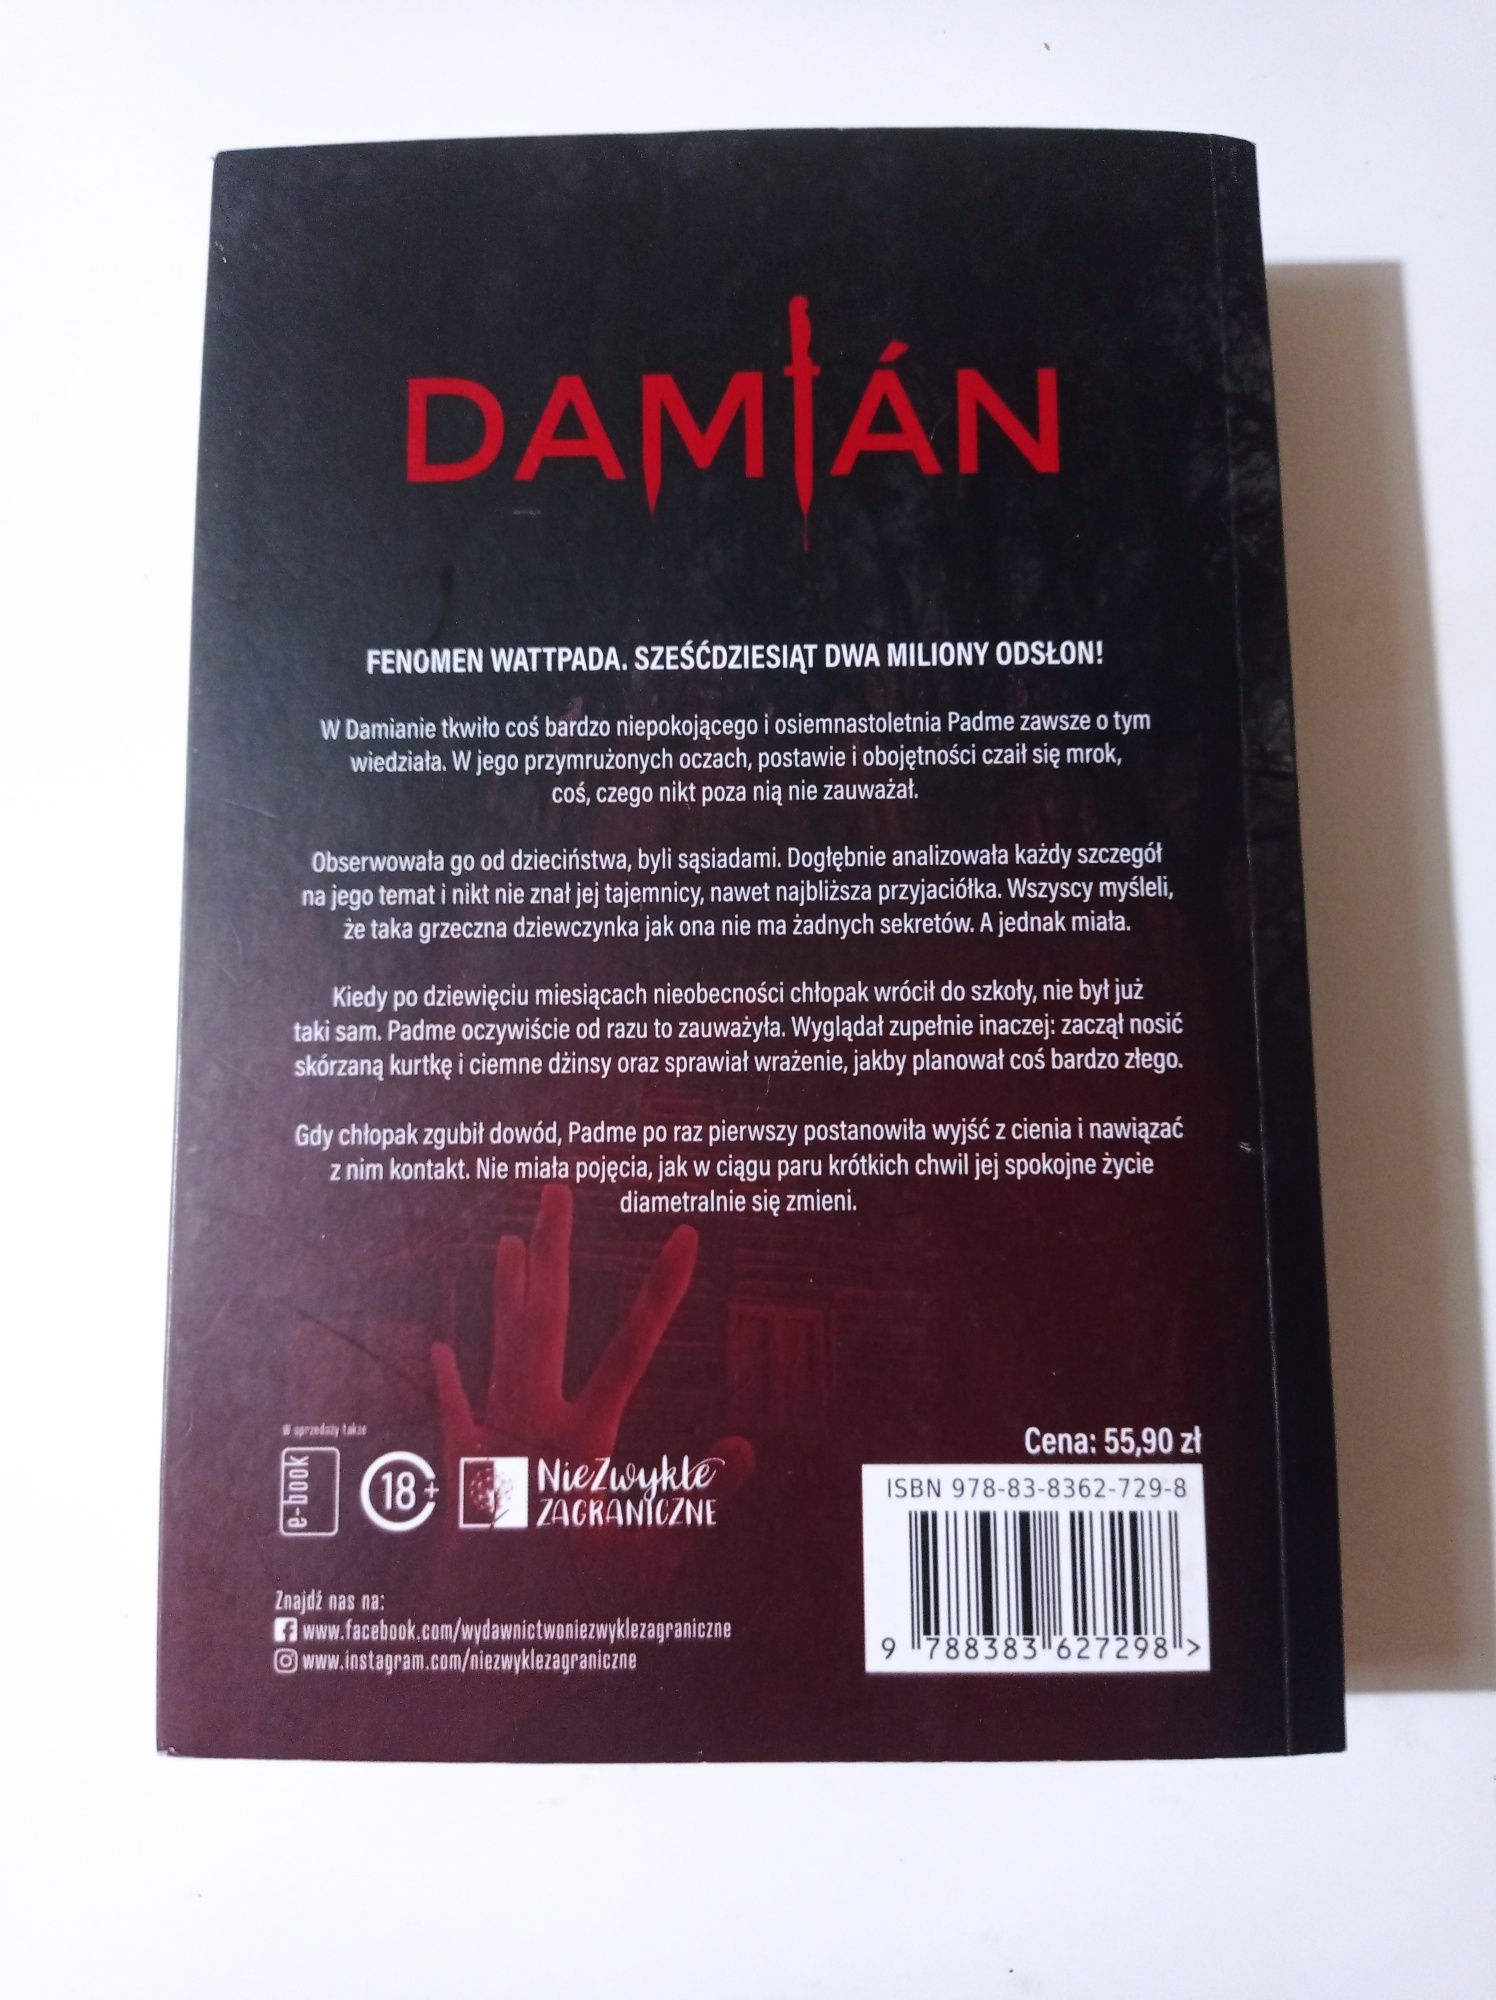 DAMIÁN
FENOMEN WATTPADA. SZEŚĆDZIESIĄT DWA MILIONY ODSŁON!
W Damianie tkwiło coś bardzo niepokojącego i osiemnastoletnia Padme zawsze o tym
wiedziała. W jego przymrużonych oczach, postawie i obojętności czaił się mrok,
coś, czego nikt poza nią nie zauważał.
Obserwowała go od dzieciństwa, byli sąsiadami. Dogłębnie analizowała każdy szczegół
na jego temat i nikt nie znał jej tajemnicy, nawet najbliższa przyjaciółka. Wszyscy myśleli,
że taka grzeczna dziewczynka jak ona nie ma żadnych sekretów. A jednak miała.
Kiedy po dziewięciu miesiącach nieobecności chłopak wrócił do szkoły, nie był już
taki sam. Padme oczywiście od razu to zauważyła. Wyglądał zupełnie inaczej: zaczął nosić
skórzaną kurtkę i ciemne dżinsy oraz sprawiał wrażenie, jakby planował coś bardzo złego.
Gdy chłopak zgubił dowód, Padme po raz pierwszy postanowiła wyjść z cienia i nawiązać
z nim kontakt. Nie miała pojęcia, jak w ciągu paru krótkich chwil jej spokojne życie
diametralnie się zmieni.
W sprzedaży także
e-book
18+
NieZwykłe
ZAGRANICZNE
Znajdź nas na:
www.facebook.com/wydawnictwoniezwyklezagraniczne
www.instagram.com/niezwyklezagraniczne
Cena: 55,90 zł
ISBN 978-83-8362-729-8
9 788383 627298 >